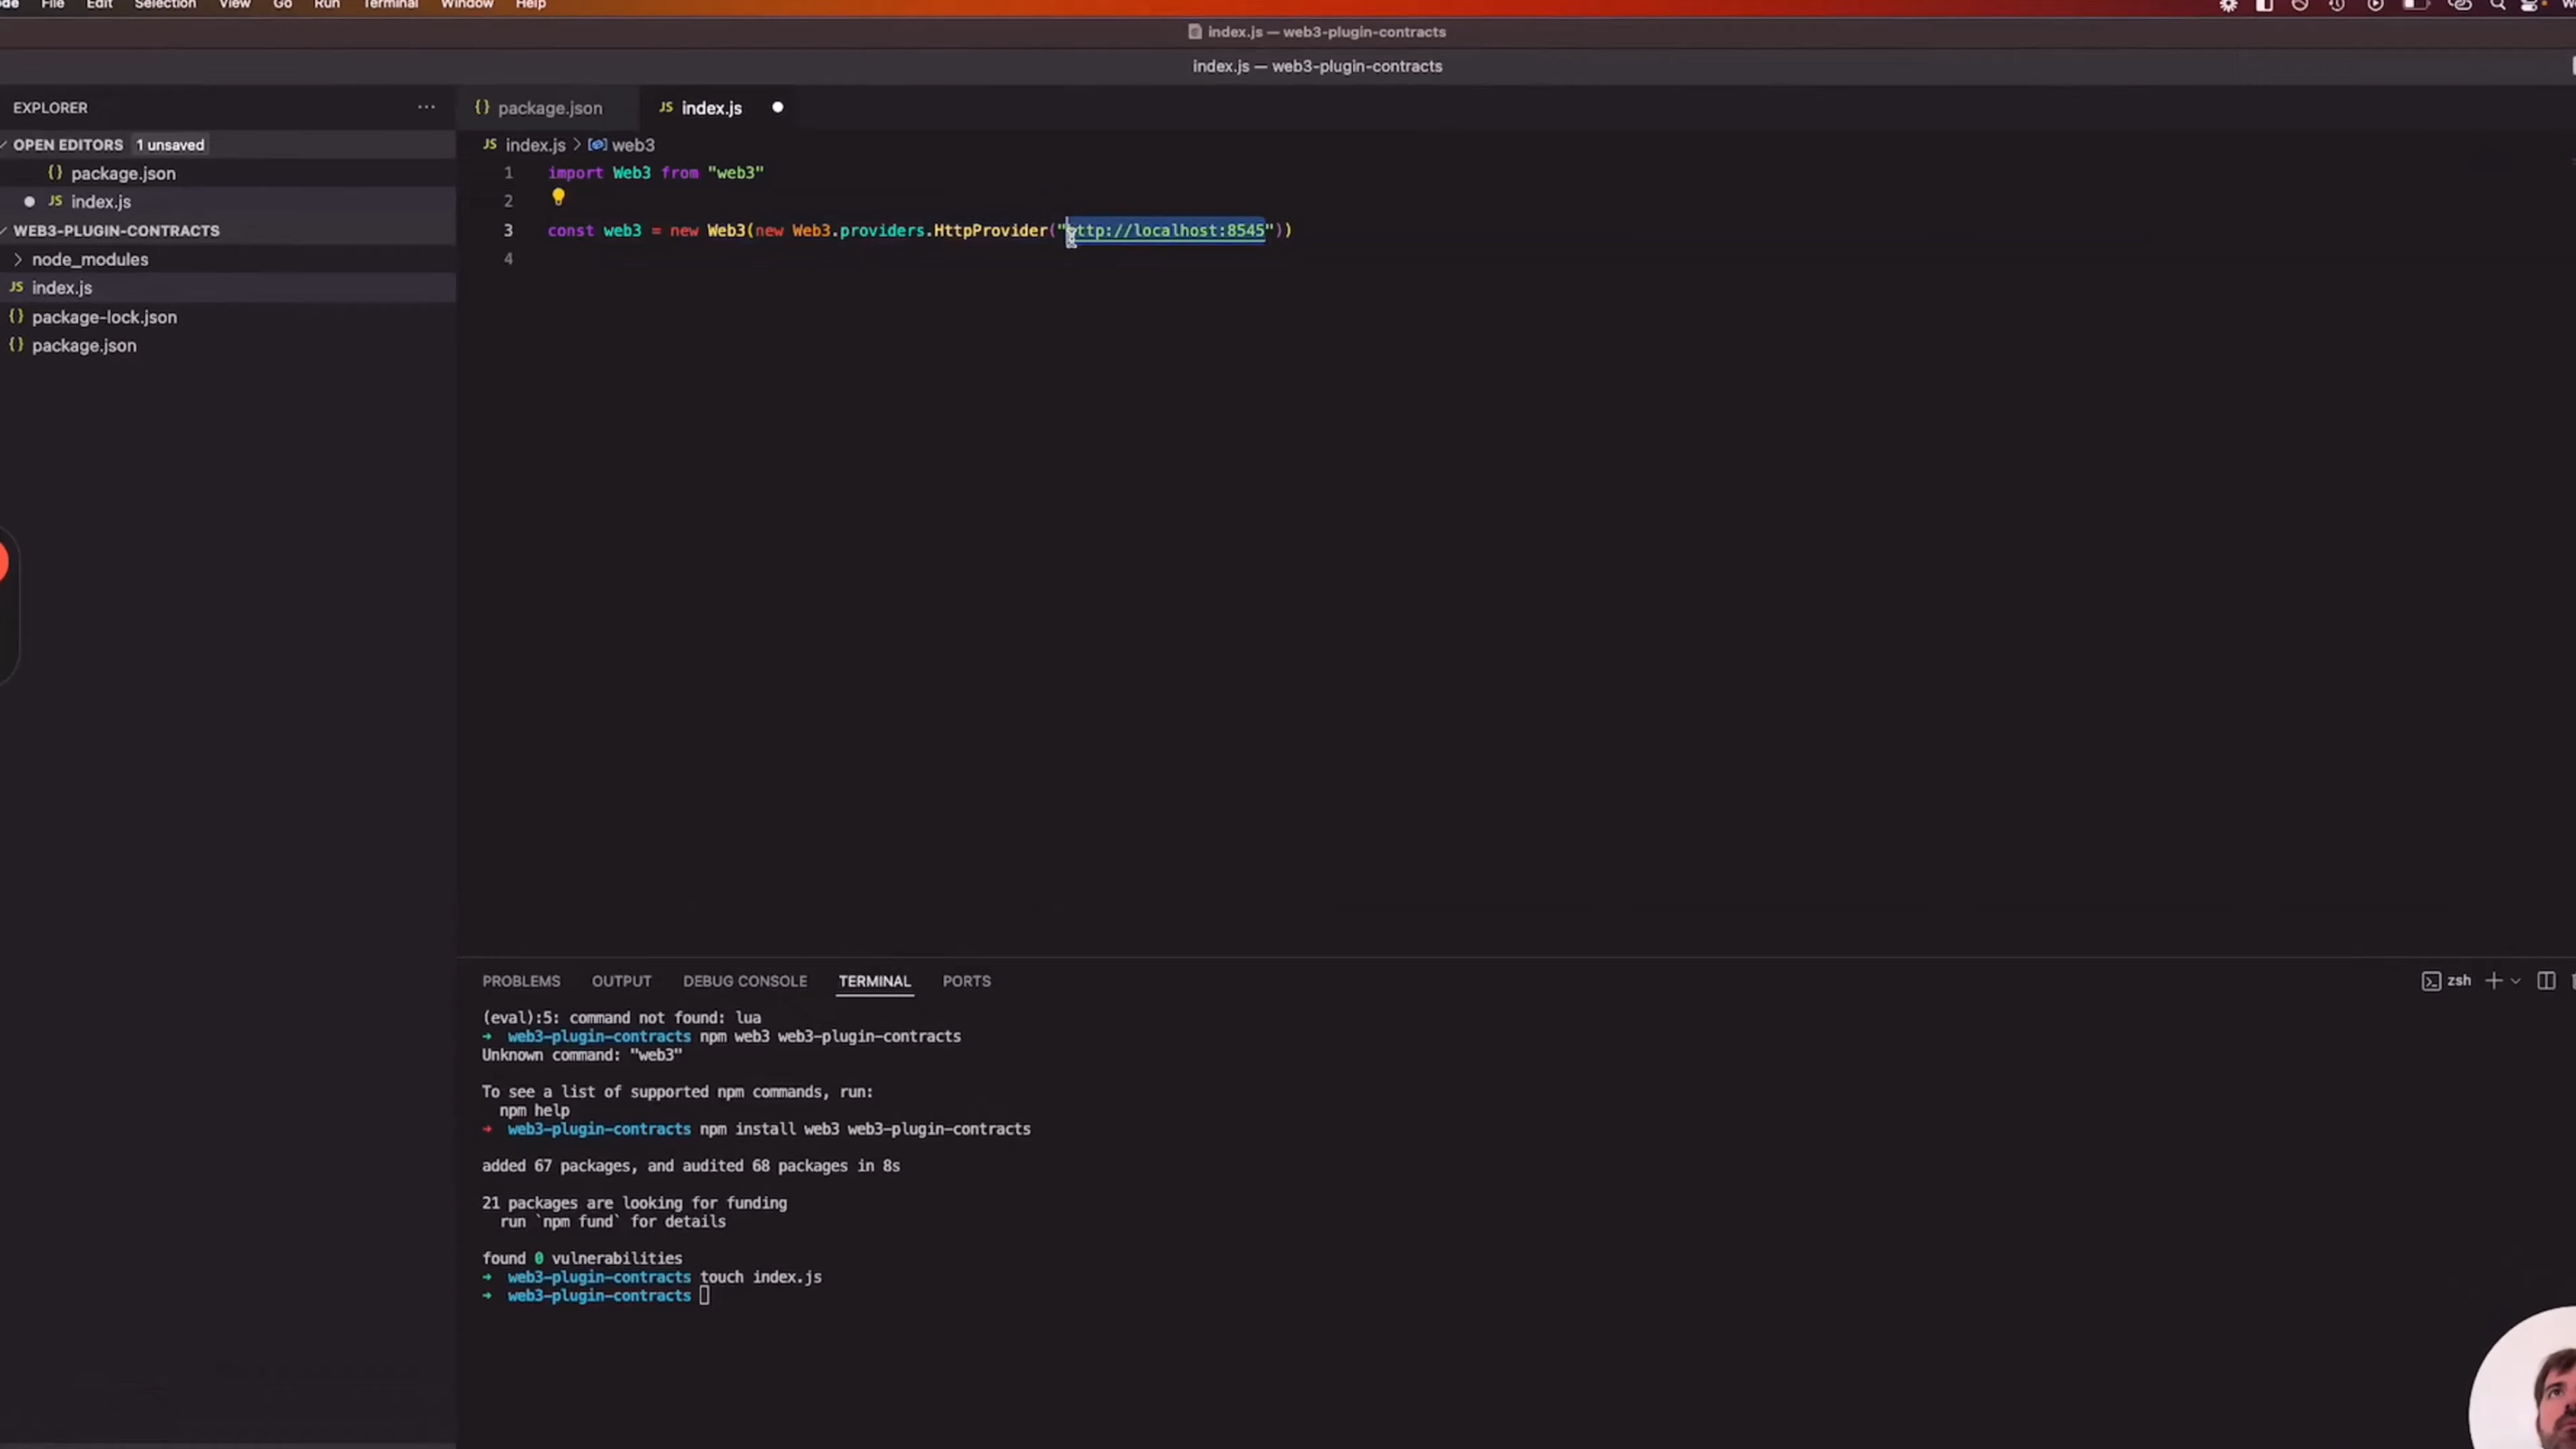 File Edit Selection View Go Run Terminal Window Help
index.js — web3-plugin-contracts
index.js — web3-plugin-contracts
EXPLORER
OPEN EDITORS 1 unsaved
{} package.json
JS index.js
WEB3-PLUGIN-CONTRACTS
node_modules
JS index.js
{} package-lock.json
{} package.json
{} package.json
JS index.js
JS index.js > web3
1 import Web3 from "web3"
2
3 const web3 = new Web3(new Web3.providers.HttpProvider("http://localhost:8545"))
4
PROBLEMS OUTPUT DEBUG CONSOLE TERMINAL PORTS
zsh
(eval):5: command not found: lua
➜ web3-plugin-contracts npm web3 web3-plugin-contracts
Unknown command: "web3"
To see a list of supported npm commands, run:
npm help
➜ web3-plugin-contracts npm install web3 web3-plugin-contracts
added 67 packages, and audited 68 packages in 8s
21 packages are looking for funding
run `npm fund` for details
found 0 vulnerabilities
➜ web3-plugin-contracts touch index.js
➜ web3-plugin-contracts